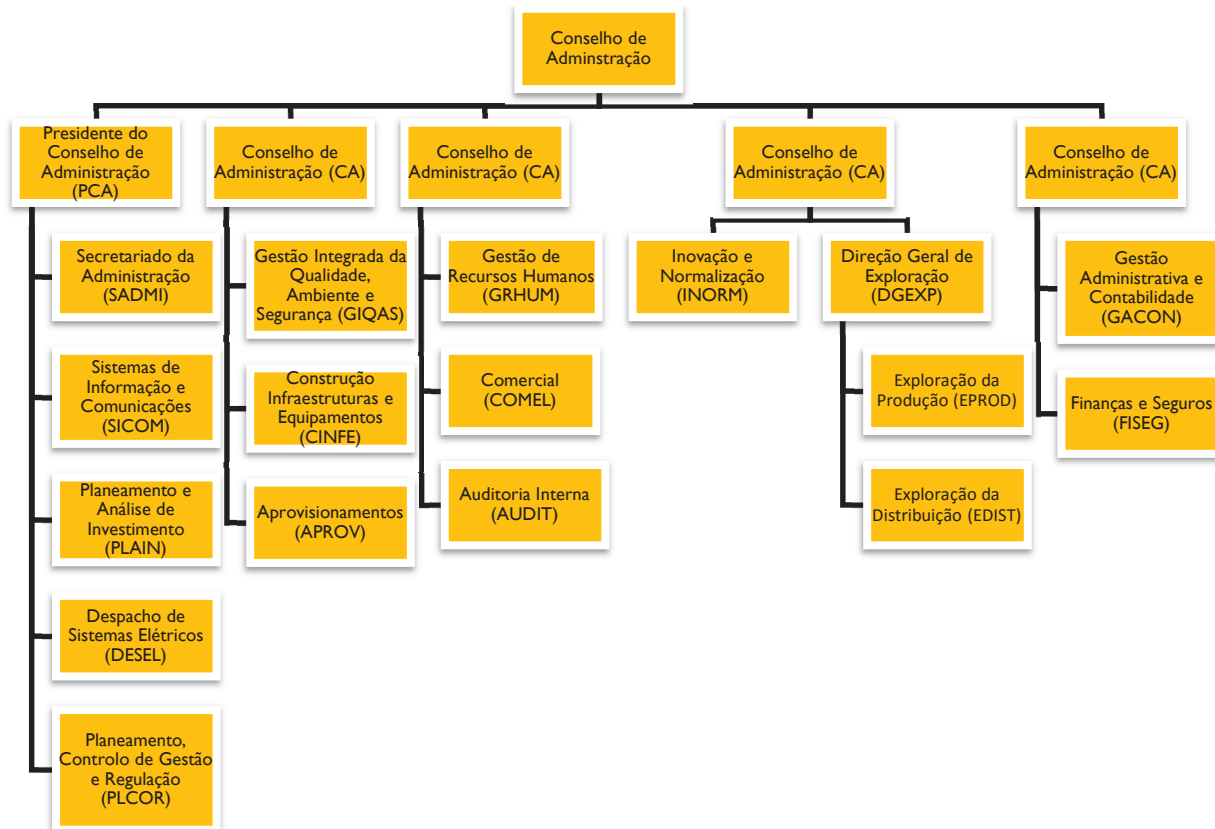 Conselho de
Adminstração
Presidente do
Conselho de
Administração
(PCA)
Conselho de
Administração (CA)
Conselho de
Administração (CA)
Conselho de
Administração (CA)
Conselho de
Administração (CA)
Secretariado da
Administração
(SADMI)
Sistemas de
Informação e
Comunicações
(SICOM)
Planeamento e
Análise de
Investimento
(PLAIN)
Despacho de
Sistemas Elétricos
(DESEL)
Planeamento,
Controlo de Gestão
e Regulação
(PLCOR)
Gestão Integrada da
Qualidade,
Ambiente e
Segurança (GIQAS)
Construção
Infraestruturas e
Equipamentos
(CINFE)
Aprovisionamentos
(APROV)
Gestão de
Recursos Humanos
(GRHUM)
Comercial
(COMEL)
Auditoria Interna
(AUDIT)
Inovação e
Normalização
(INORM)
Direção Geral de
Exploração
(DGEXP)
Exploração da
Produção (EPROD)
Exploração da
Distribuição (EDIST)
Gestão
Administrativa e
Contabilidade
(GACON)
Finanças e Seguros
(FISEG)